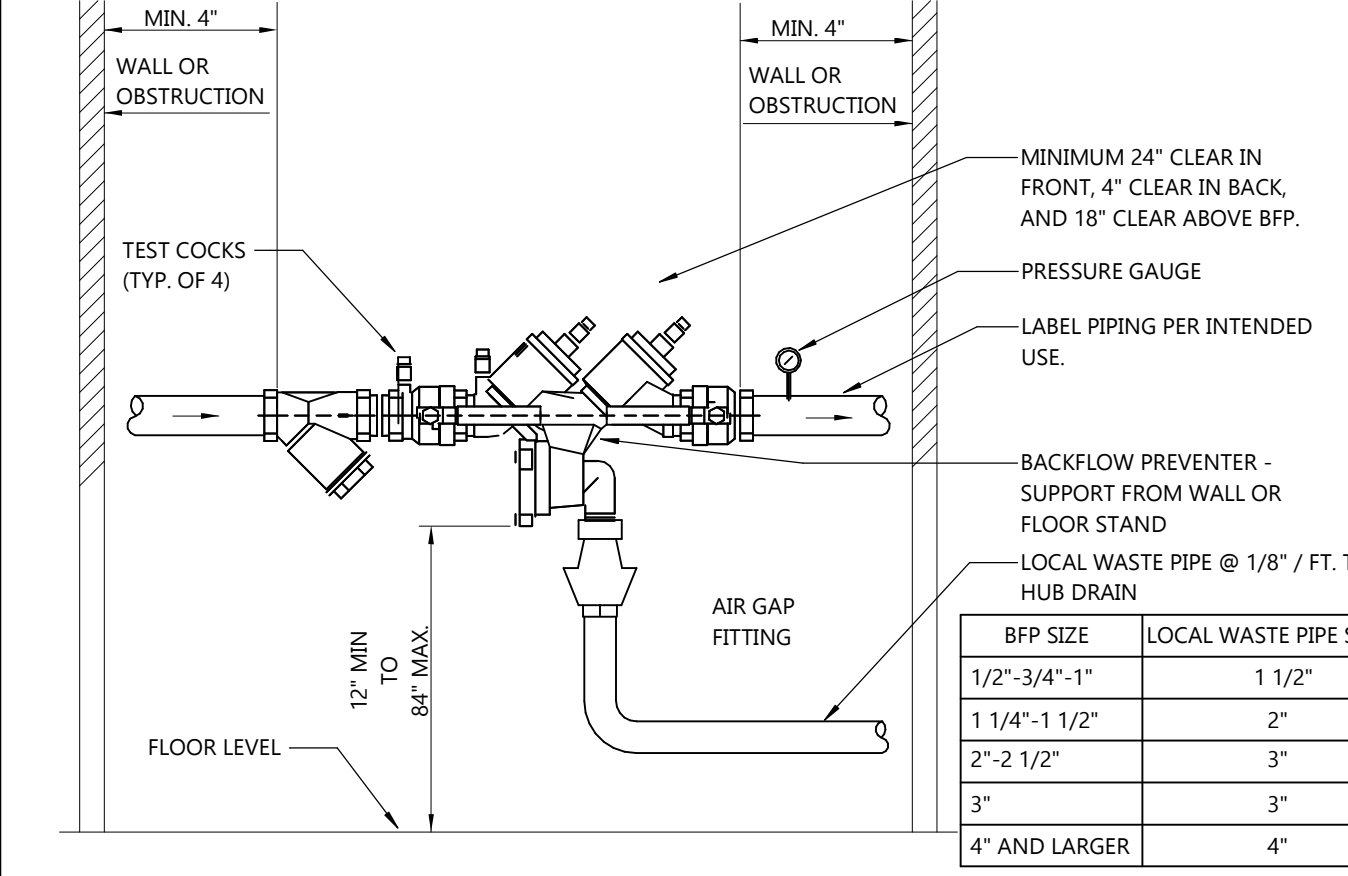 MIN. 4"
WALL OR
OBSTRUCTION
MIN. 4"
WALL OR
OBSTRUCTION
MINIMUM 24" CLEAR IN
FRONT, 4" CLEAR IN BACK,
AND 18" CLEAR ABOVE BFP.
TEST COCKS
(TYP. OF 4)
PRESSURE GAUGE
LABEL PIPING PER INTENDED
USE.
BACKFLOW PREVENTER -
SUPPORT FROM WALL OR
FLOOR STAND
LOCAL WASTE PIPE @ 1/8" / FT.
HUB DRAIN
AIR GAP
FITTING
12" MIN
TO
84" MAX.
FLOOR LEVEL
BFP SIZE LOCAL WASTE PIPE
1/2"-3/4"-1" 1 1/2"
1 1/4"-1 1/2" 2"
2"-2 1/2" 3"
3" 3"
4" AND LARGER 4"